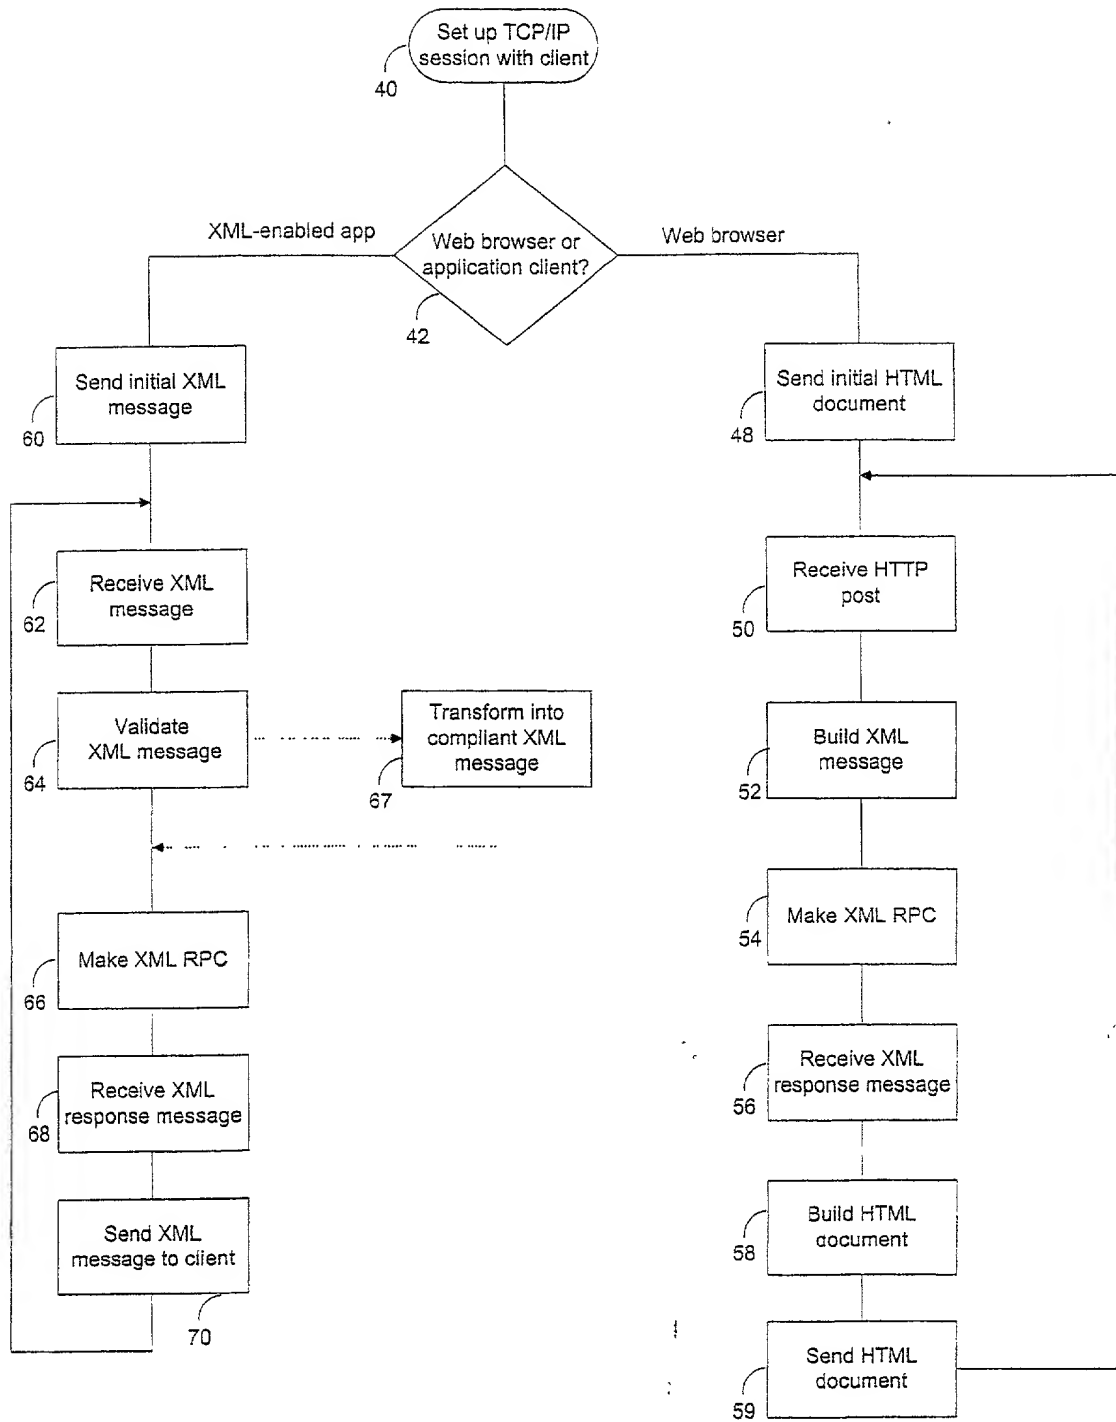 Set up TCP/IP
session with client
40
XML-enabled app
Web browser or
application client?
Web browser
42
Send initial XML
message
60
Send initial HTML
document
48
Receive XML
message
62
Receive HTTP
post
50
Validate
XML message
64
Transform into
compliant XML
message
67
Build XML
message
52
Make XML RPC
66
Make XML RPC
54
Receive XML
response message
68
Receive XML
response message
56
Send XML
message to client
70
Build HTML
document
58
Send HTML
document
59